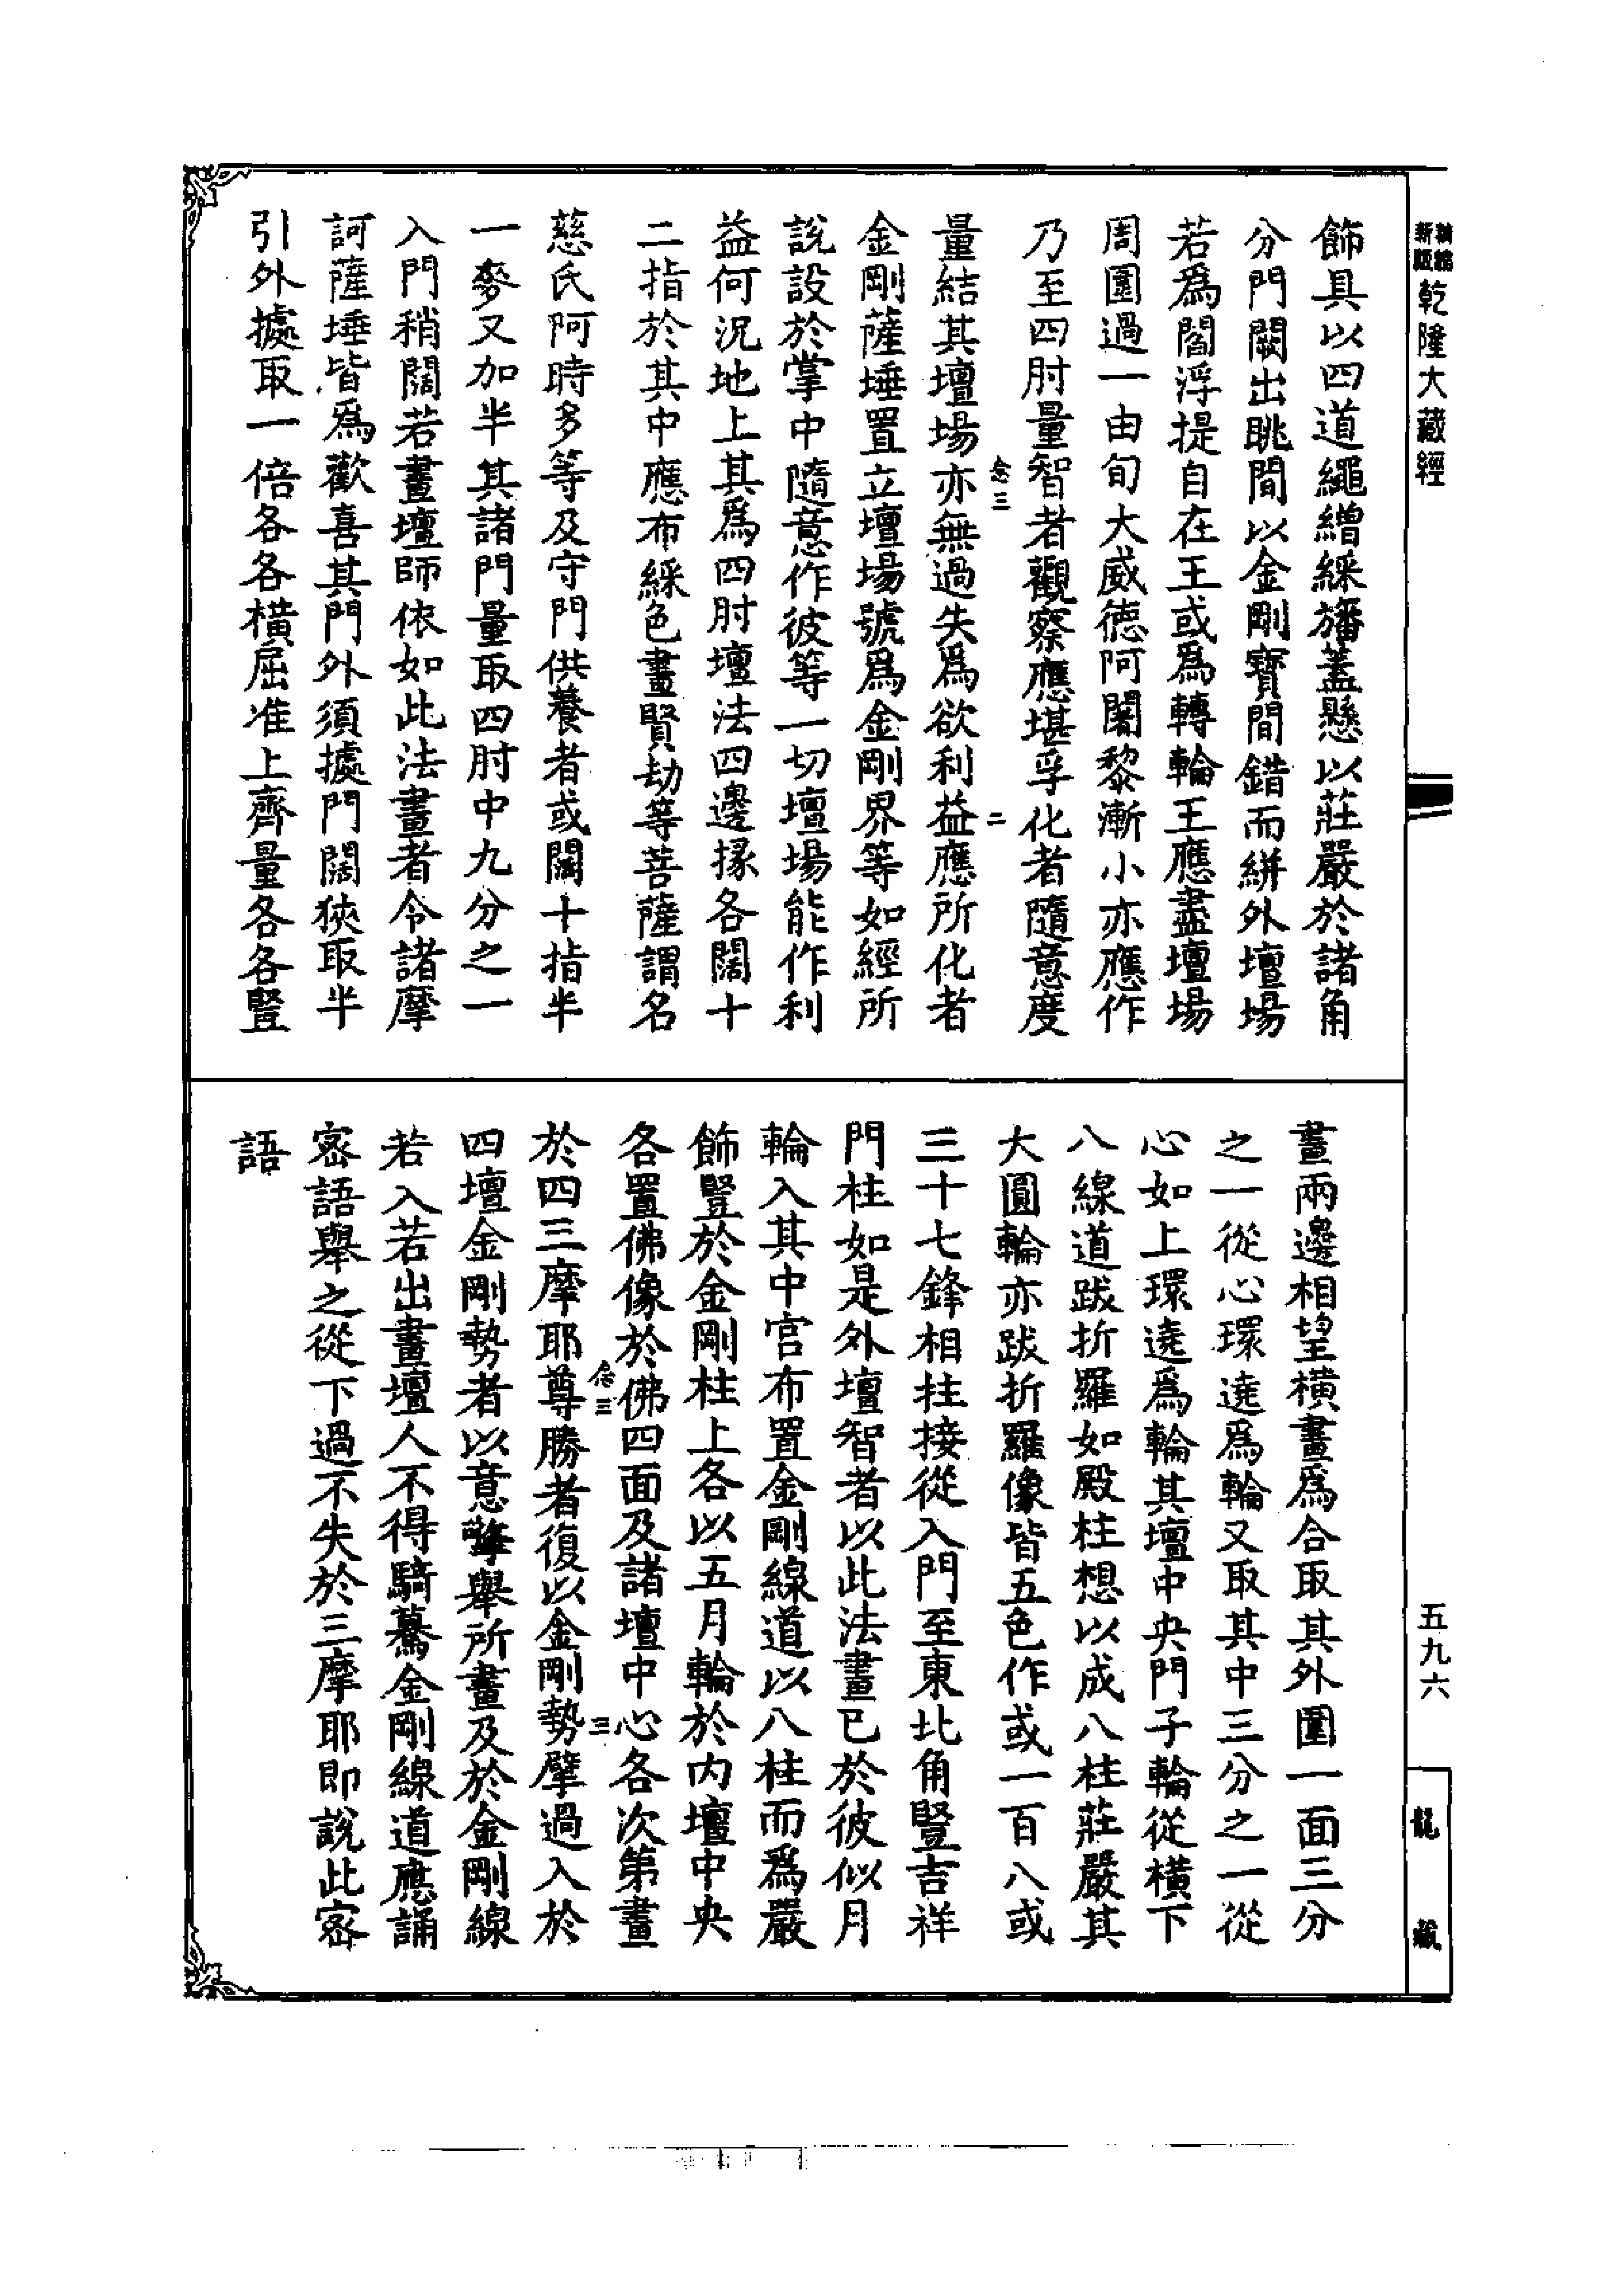 新版
乾隆大藏經
飾具以四道繩繒綵旛蓋懸以莊嚴於諸角
分門闕出眺間以金剛寳間錯而絣外壇場
若爲閻浮提自在王或爲轉輪王應畫壇場
周圍過一由旬大威德阿闍黎漸小亦應作
乃至四肘量智者觀察應堪孚化者隨意度
念三
二
量結其壇場亦無過失爲欲利益應所化者
金剛薩埵置立壇場號爲金剛界等如經所
說設於掌中隨意作彼等一切壇場能作利
益何況地上其爲四肘壇法四邊掾各闊十
二指於其中應布綵色畫賢劫等菩薩謂名
慈氏阿時多等及守門供養者或闊十指半
一麥又加半其諸門量取四肘中九分之一
入門稍闊若畫壇師依如此法畫者令諸摩
訶薩埵皆爲歡喜其門外須據門闊狹取半
引外據取一倍各各橫屈准上齊量各各豎
畫兩邊相望橫畫爲合取其外圍一面三分
之一從心環遶爲輪又取其中三分之一從
心如上環遶爲輪其壇中央門子輪從橫下
八線道跋折羅如殿柱想以成八柱莊嚴其
大圓輪亦跋折羅像皆五色作或一百八或
三十七鋒相拄接從入門至東北角豎吉祥
門柱如是外壇智者以此法畫已於彼似月
輪入其中宮布置金剛線道以八柱而爲嚴
飾豎於金剛柱上各以五月輪於內壇中央
各置佛像於佛四面及諸壇中心各次第畫
念三
三
於四三摩耶尊勝者復以金剛勢擘過入於
四壇金剛勢者以意擎舉所畫及於金剛線
若入若出畫壇人不得騎驀金剛線道應誦
密語舉之從下過不失於三摩耶即說此密
語
五九六
龍藏